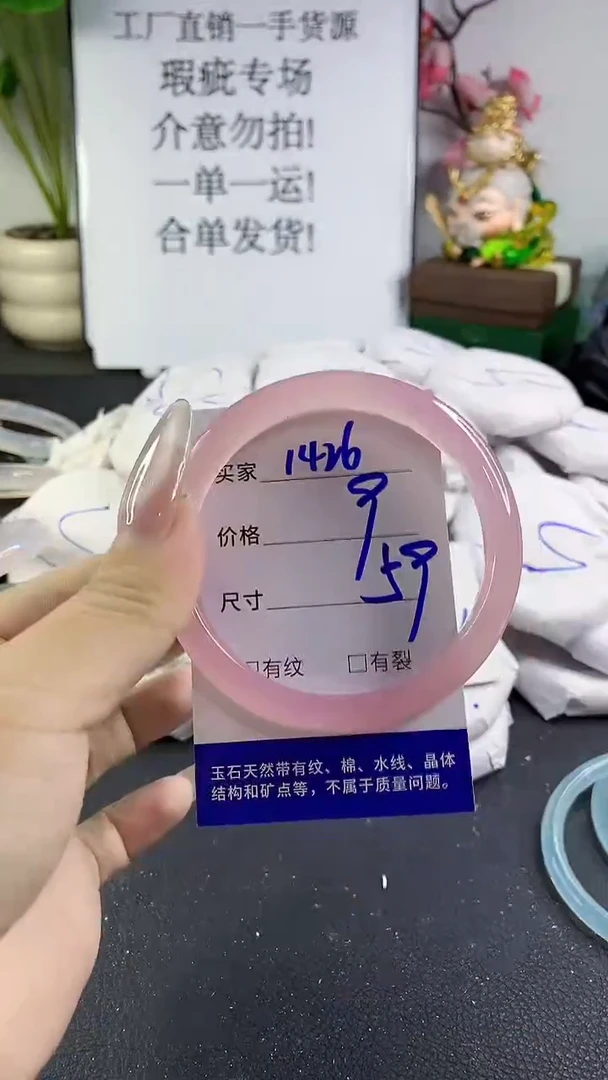 工厂直销一手货源
瑕疵专场
介意勿拍!
一单一运!
合单发货!
买家 1426
价格 9
尺寸 59
□有纹 □有裂
玉石天然带有纹、棉、水线、晶体
结构和矿点等，不属于质量问题。